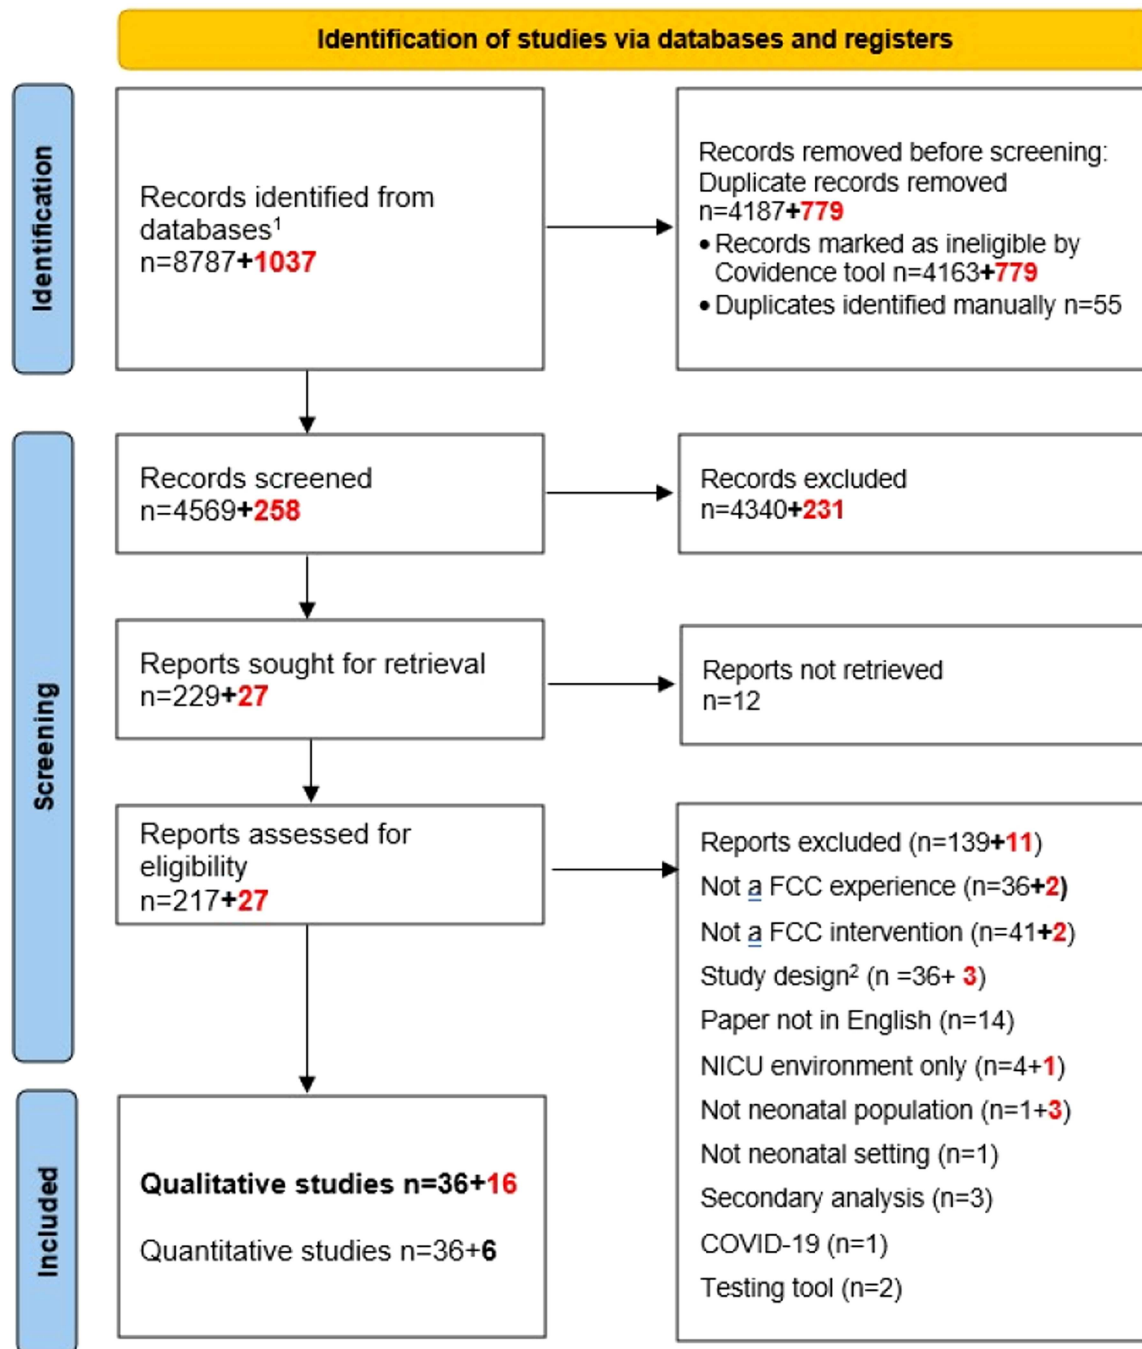 Identification of studies via databases and registers
Identification
Records identified from
databases¹
n=8787+1037
Records removed before screening:
Duplicate records removed
n=4187+779
• Records marked as ineligible by
Covidence tool n=4163+779
• Duplicates identified manually n=55
Screening
Records screened
n=4569+258
Records excluded
n=4340+231
Reports sought for retrieval
n=229+27
Reports not retrieved
n=12
Reports assessed for
eligibility
n=217+27
Reports excluded (n=139+11)
Not a FCC experience (n=36+2)
Not a FCC intervention (n=41+2)
Study design² (n =36+ 3)
Paper not in English (n=14)
NICU environment only (n=4+1)
Not neonatal population (n=1+3)
Not neonatal setting (n=1)
Secondary analysis (n=3)
COVID-19 (n=1)
Testing tool (n=2)
Included
Qualitative studies n=36+16
Quantitative studies n=36+6